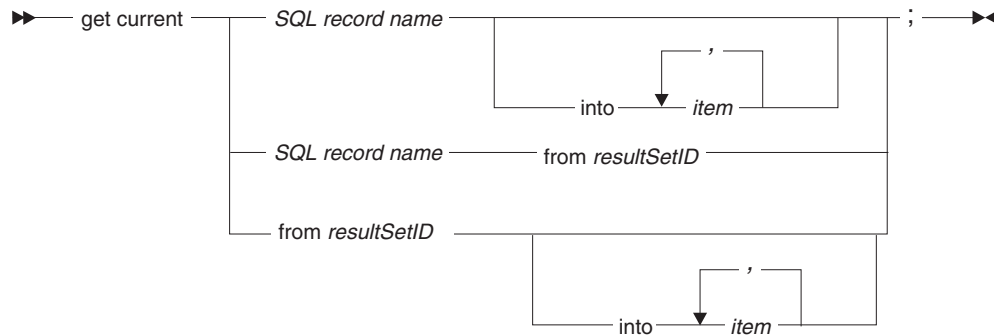 get current SQL record name ;
,
into item
SQL record name from resultSetID
from resultSetID
,
into item